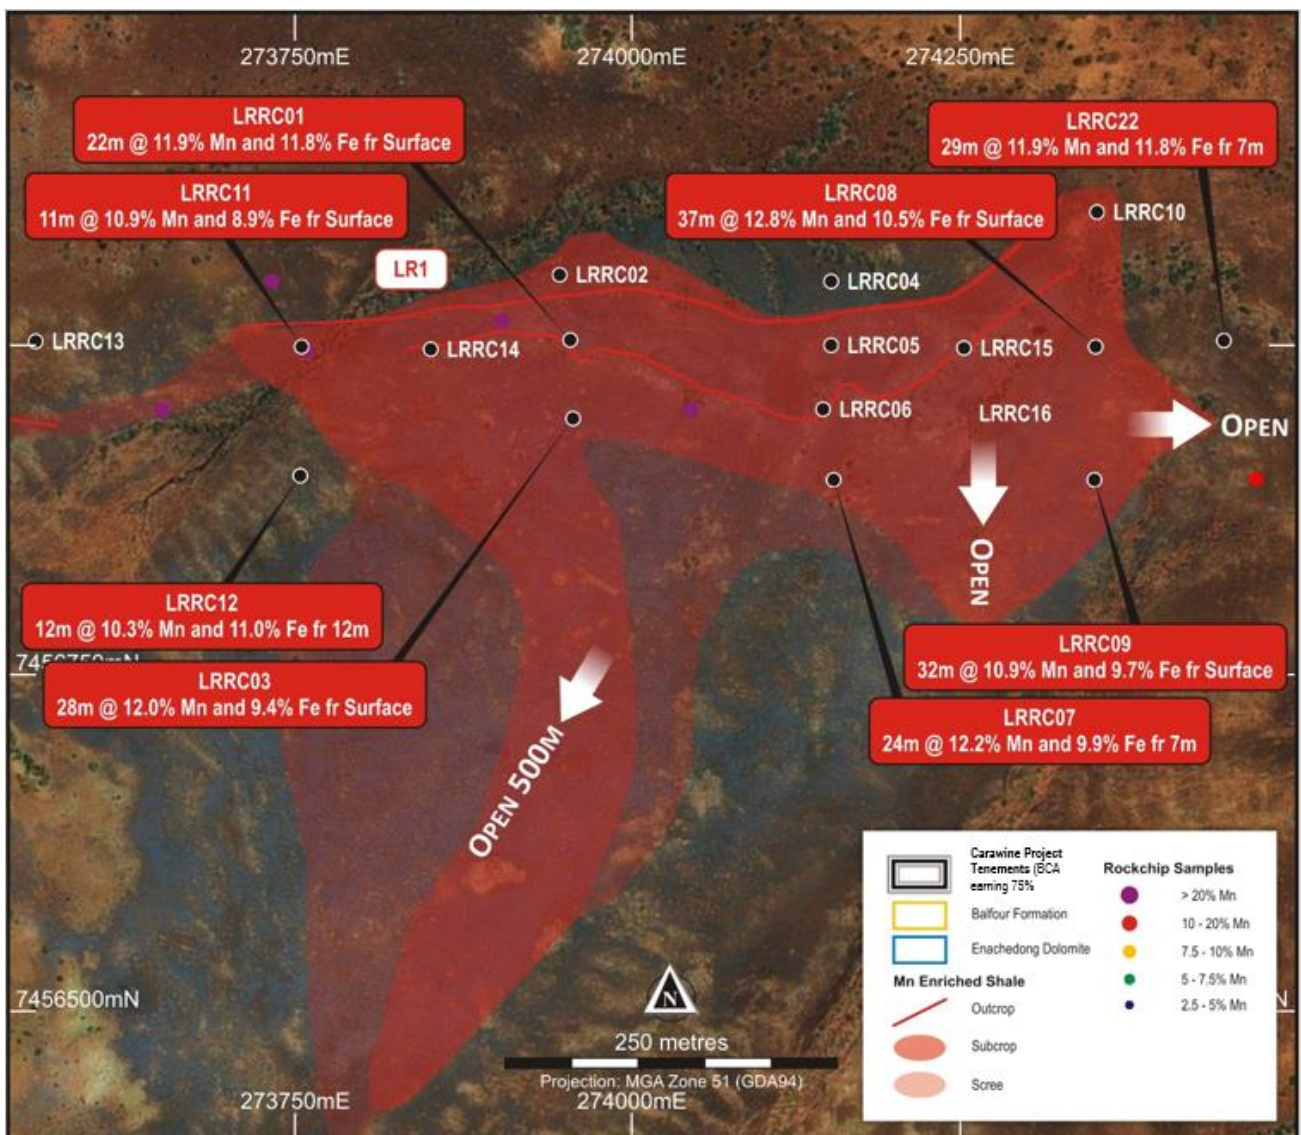 273750mE
274000mE
274250mE
LRRC01
22m @ 11.9% Mn and 11.8% Fe fr Surface
LRRC22
29m @ 11.9% Mn and 11.8% Fe fr 7m
LRRC11
11m @ 10.9% Mn and 8.9% Fe fr Surface
LRRC08
37m @ 12.8% Mn and 10.5% Fe fr Surface
LRRC10
LR1
LRRC02
LRRC04
LRRC13
LRRC14
LRRC05
LRRC15
LRRC06
LRRC16
OPEN
OPEN
LRRC12
12m @ 10.3% Mn and 11.0% Fe fr 12m
LRRC09
32m @ 10.9% Mn and 9.7% Fe fr Surface
7456750mN
LRRC03
28m @ 12.0% Mn and 9.4% Fe fr Surface
LRRC07
24m @ 12.2% Mn and 9.9% Fe fr 7m
OPEN 500M
Carawine Project
Tenements (BCA
earning 75%
Balfour Formation
Enachedong Dolomite
Mn Enriched Shale
Outcrop
Subcrop
Scree
Rockchip Samples
> 20% Mn
10 - 20% Mn
7.5 - 10% Mn
5 - 7.5% Mn
2.5 - 5% Mn
7456500mN
N
N
250 metres
Projection: MGA Zone 51 (GDA94)
273750mE
274000mE